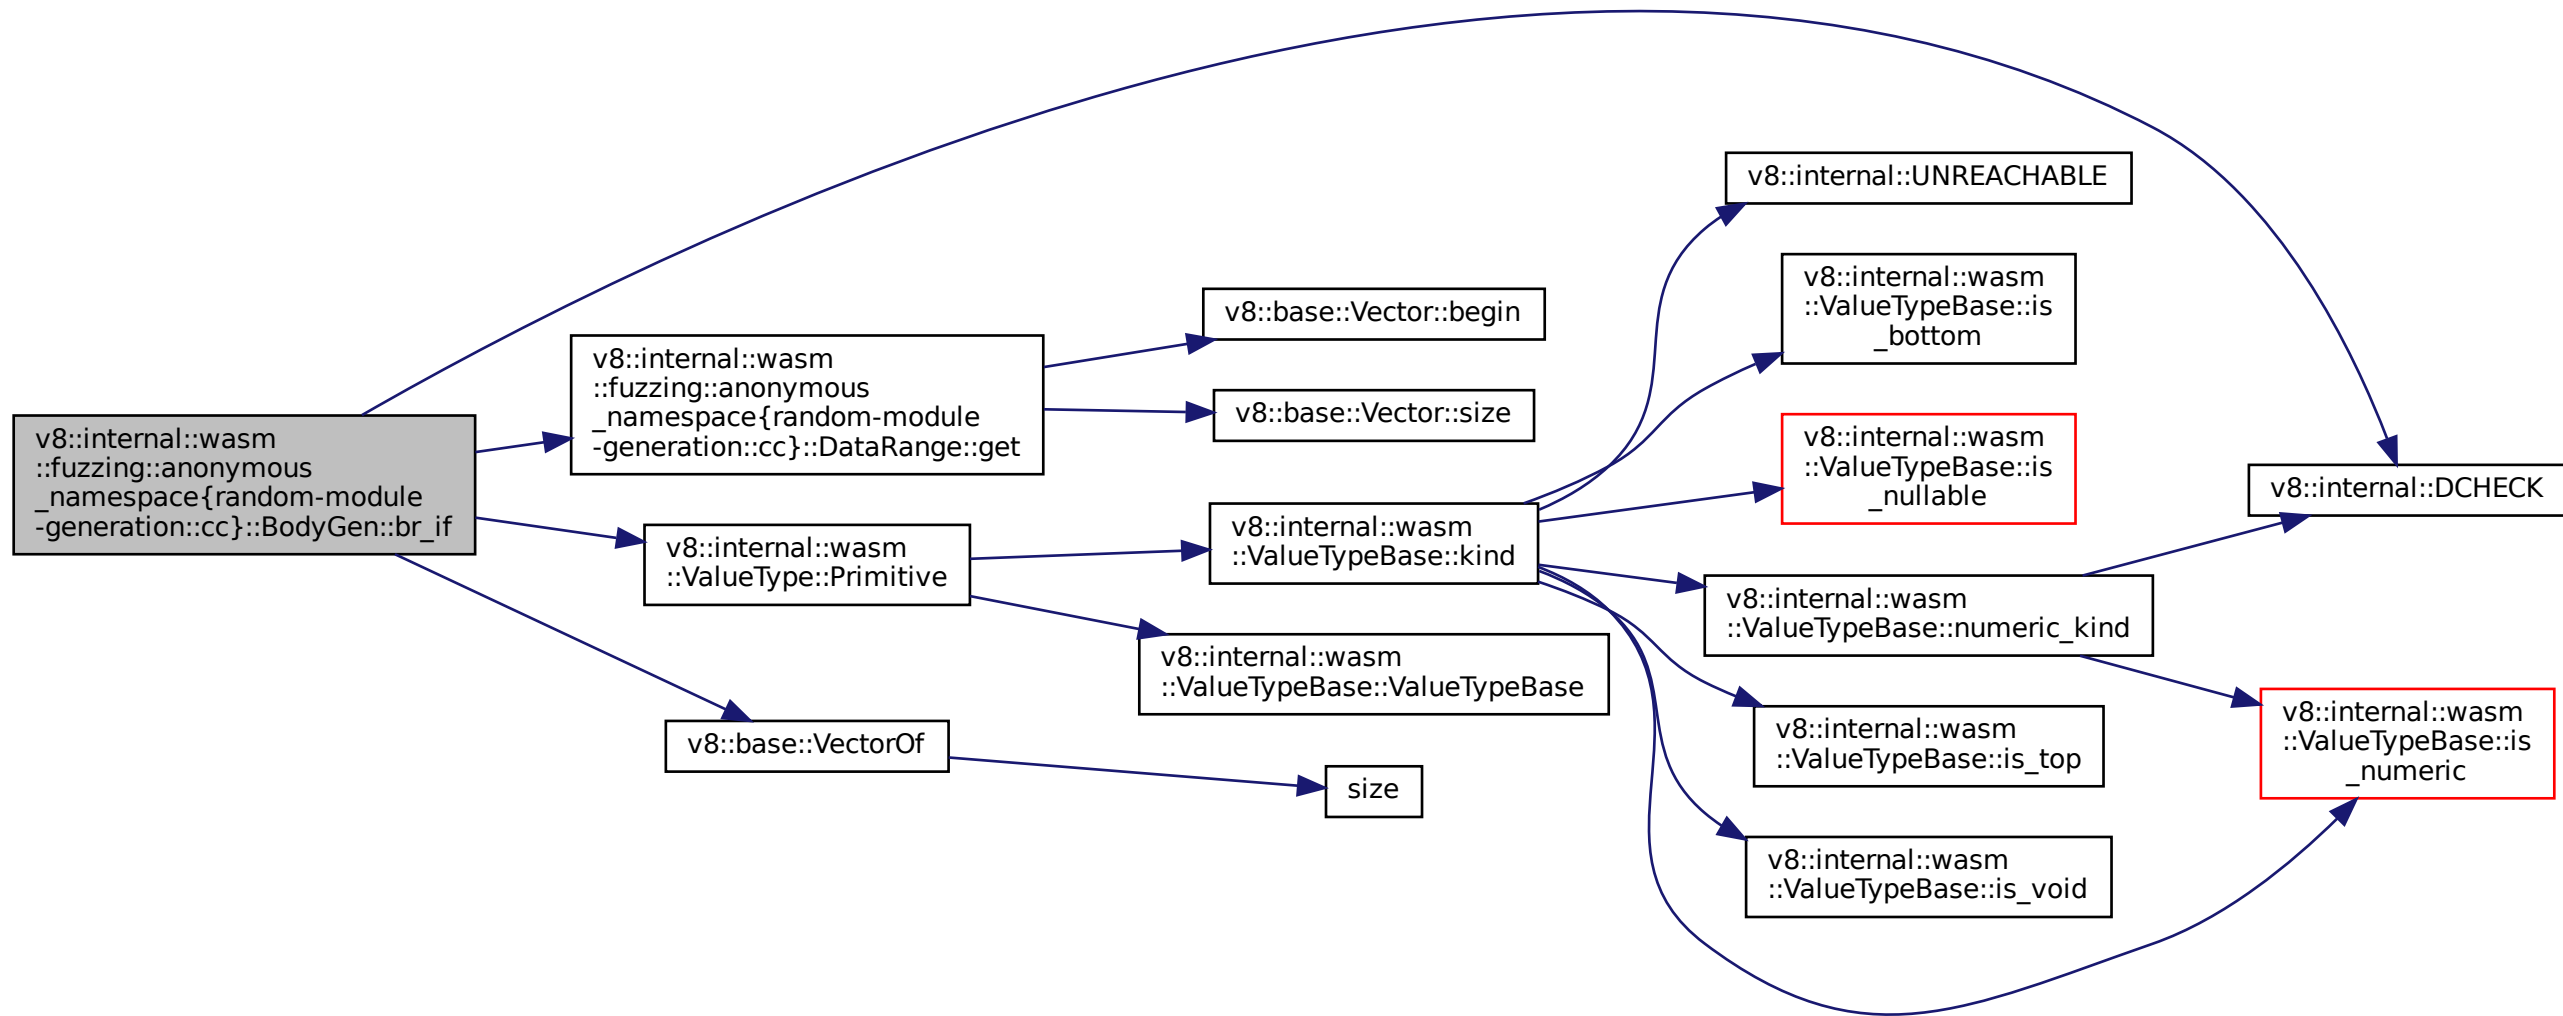 v8::internal::wasm
::fuzzing::anonymous
_namespace{random-module
-generation::cc}::BodyGen::br_if
v8::internal::wasm
::fuzzing::anonymous
_namespace{random-module
-generation::cc}::DataRange::get
v8::internal::wasm
::ValueType::Primitive
v8::base::VectorOf
v8::base::Vector::begin
v8::base::Vector::size
v8::internal::wasm
::ValueTypeBase::kind
v8::internal::wasm
::ValueTypeBase::ValueTypeBase
size
v8::internal::UNREACHABLE
v8::internal::wasm
::ValueTypeBase::is
_bottom
v8::internal::wasm
::ValueTypeBase::is
_nullable
v8::internal::wasm
::ValueTypeBase::numeric_kind
v8::internal::wasm
::ValueTypeBase::is_top
v8::internal::wasm
::ValueTypeBase::is_void
v8::internal::DCHECK
v8::internal::wasm
::ValueTypeBase::is
_numeric